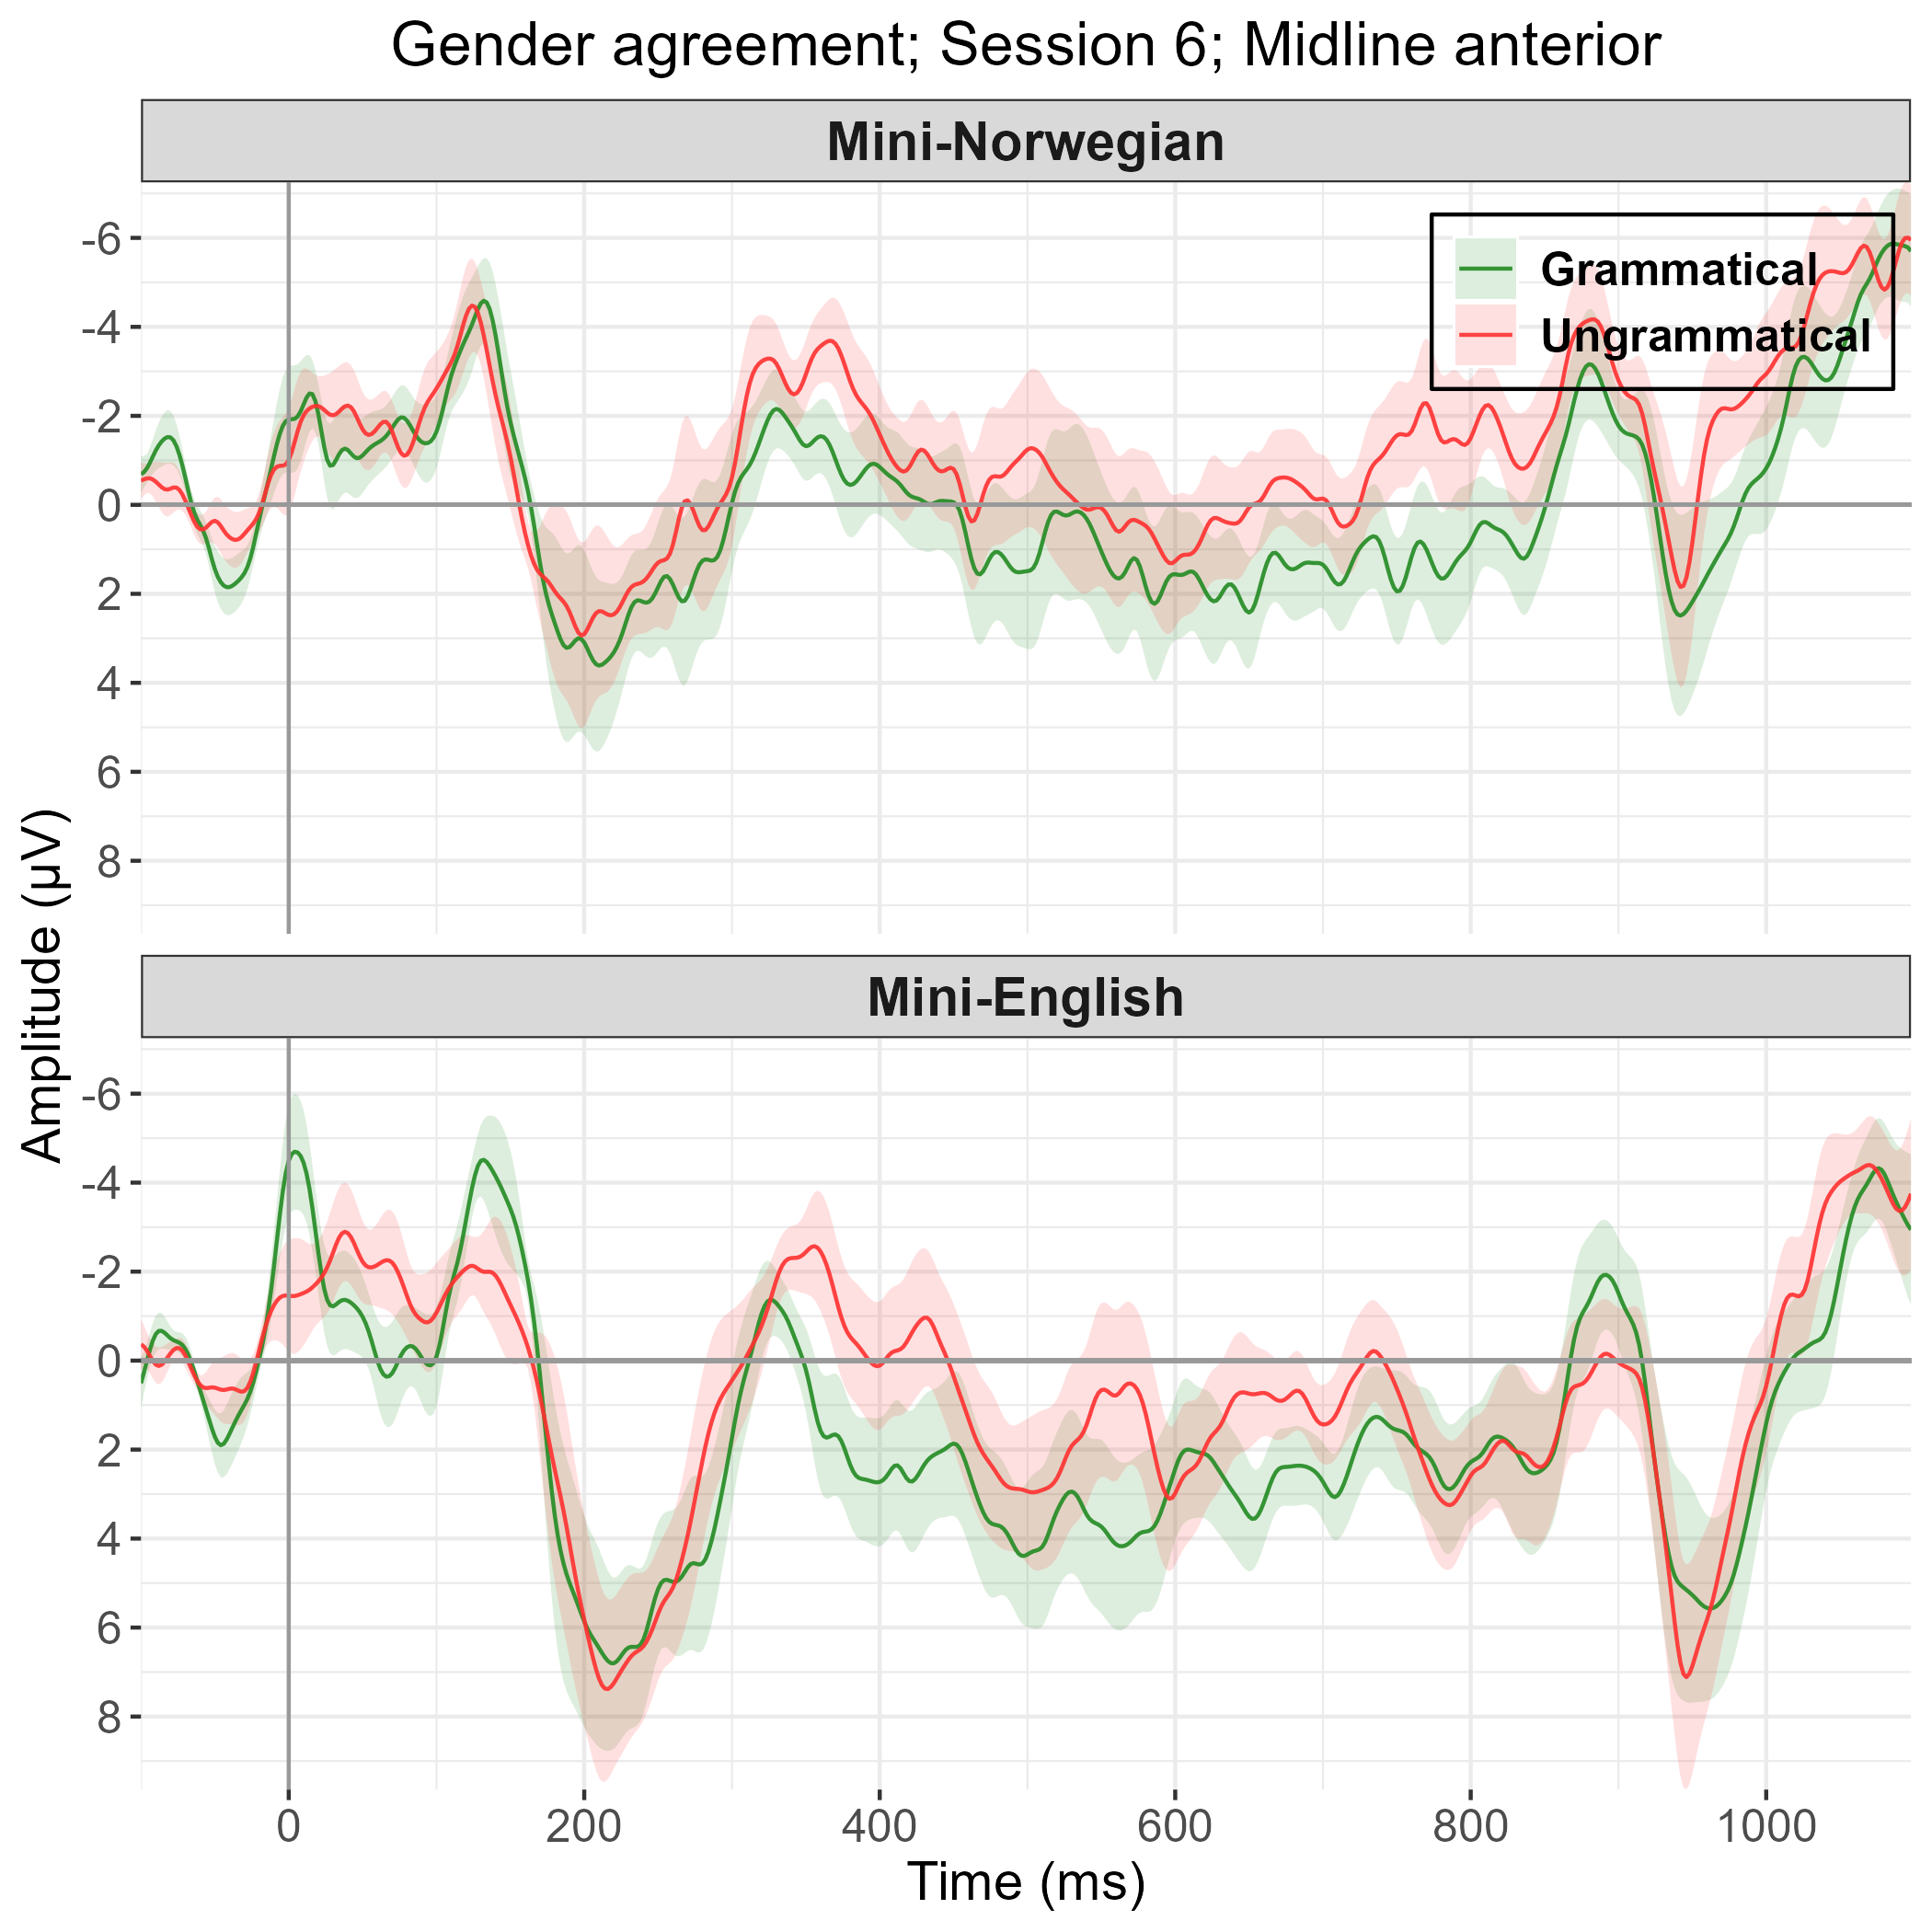 Gender agreement; Session 6; Midline anterior
Mini-Norwegian
Grammatical
Ungrammatical
-6
-4
-2
0
2
4
6
8
Amplitude (µV)
Mini-English
-6
-4
-2
0
2
4
6
8
0 200 400 600 800 1000
Time (ms)